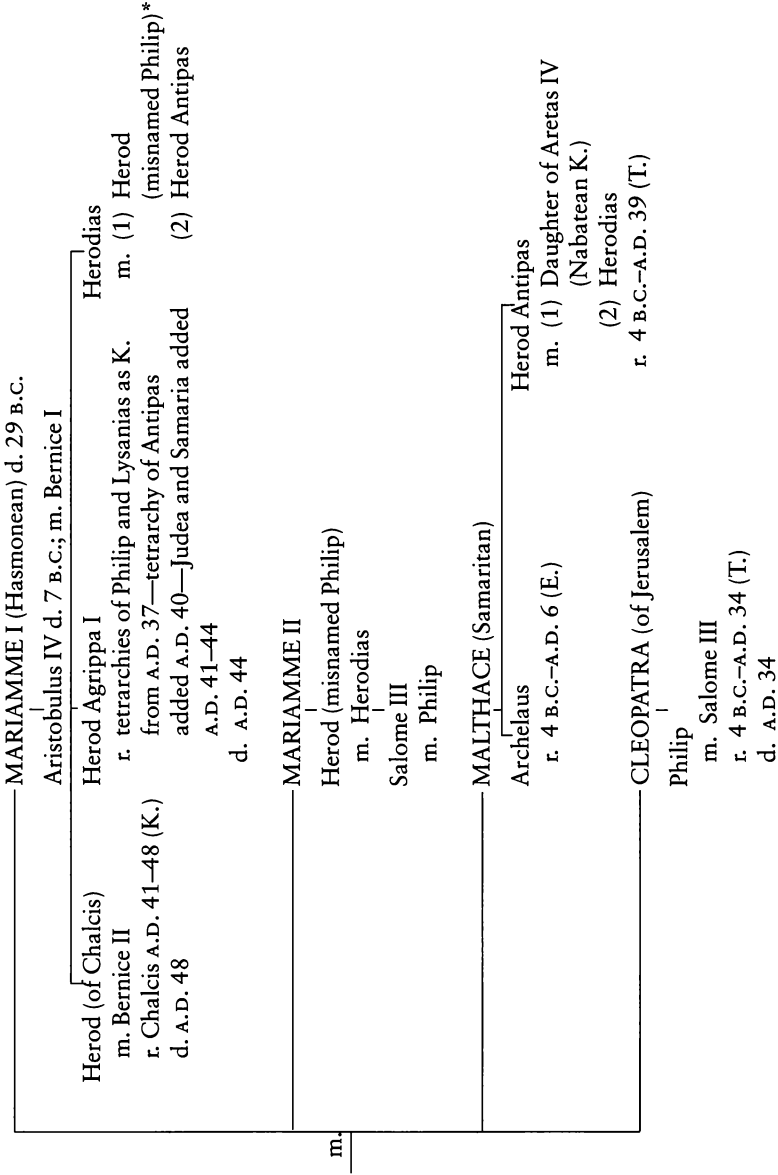 m.
MARIAMME I (Hasmonean) d. 29 B.C.
Aristobulus IV d. 7 B.C.; m. Bernice I
Herod (of Chalcis)
m. Bernice II
r. Chalcis A.D. 41–48 (K.)
d. A.D. 48
Herod Agrippa I
r. tetrarchies of Philip and Lysanias as K.
from A.D. 37—tetrarchy of Antipas
added A.D. 40—Judea and Samaria added
A.D. 41–44
d. A.D. 44
Herodias
m. (1) Herod
(misnamed Philip)*
(2) Herod Antipas
MARIAMME II
Herod (misnamed Philip)
m. Herodias
Salome III
m. Philip
MALTHACE (Samaritan)
Archelaus
r. 4 B.C.–A.D. 6 (E.)
Herod Antipas
m. (1) Daughter of Aretas IV
(Nabatean K.)
(2) Herodias
r. 4 B.C.–A.D. 39 (T.)
CLEOPATRA (of Jerusalem)
Philip
m. Salome III
r. 4 B.C.–A.D. 34 (T.)
d. A.D. 34